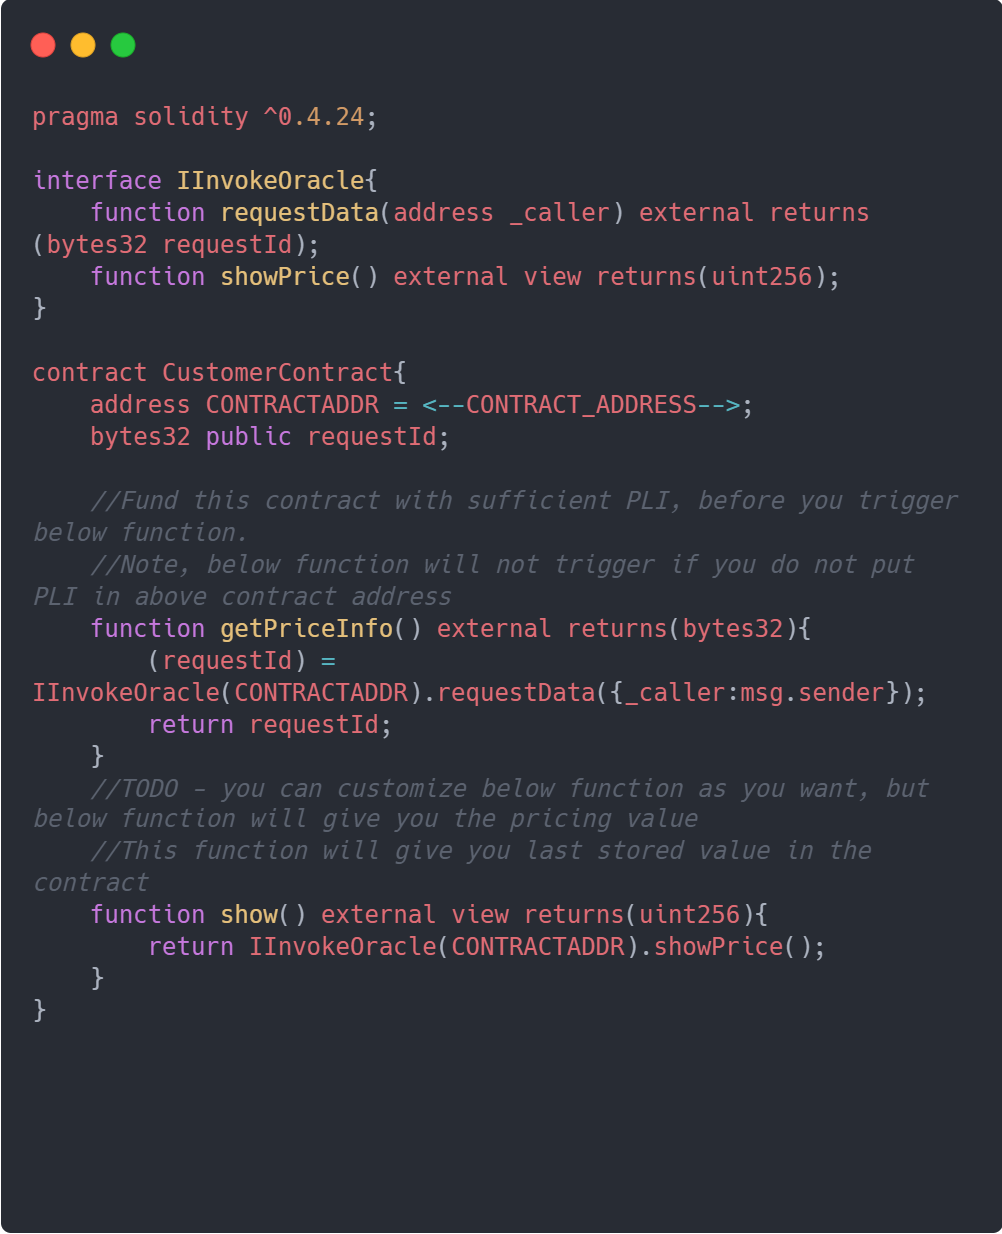 pragma solidity ^0.4.24;

interface IInvokeOracle{
    function requestData(address _caller) external returns
(bytes32 requestId);
    function showPrice() external view returns(uint256);
}

contract CustomerContract{
    address CONTRACTADDR = <--CONTRACT_ADDRESS-->;
    bytes32 public requestId;

    //Fund this contract with sufficient PLI, before you trigger
below function.
    //Note, below function will not trigger if you do not put
PLI in above contract address
    function getPriceInfo() external returns(bytes32){
        (requestId) =
IInvokeOracle(CONTRACTADDR).requestData({_caller:msg.sender});
        return requestId;
    }
    //TODO - you can customize below function as you want, but
below function will give you the pricing value
    //This function will give you last stored value in the
contract
    function show() external view returns(uint256){
        return IInvokeOracle(CONTRACTADDR).showPrice();
    }
}